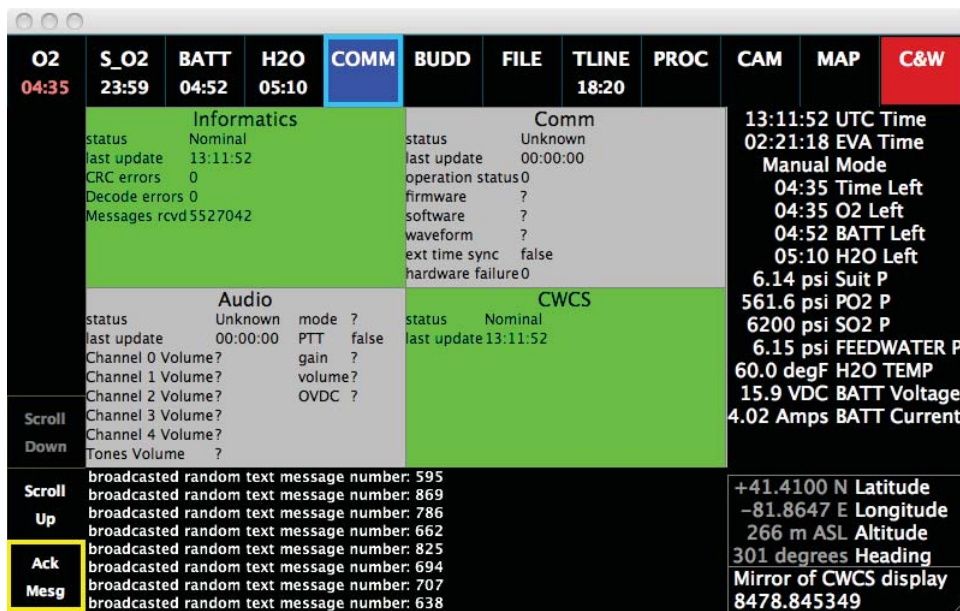 O2 S_O2 BATT H2O COMM BUDD FILE TLINE PROC CAM MAP C&W
04:35 23:59 04:52 05:10 18:20
Informatics
status Nominal
last update 13:11:52
CRC errors 0
Decode errors 0
Messages rcvd 5527042
Comm
status Unknown
last update 00:00:00
operation status 0
firmware ?
software ?
waveform ?
ext time sync false
hardware failure 0
Audio
status Unknown mode ?
last update 00:00:00 PTT false
Channel 0 Volume ? gain ?
Channel 1 Volume ? volume ?
Channel 2 Volume ? OVDC ?
Channel 3 Volume ?
Channel 4 Volume ?
Tones Volume ?
CWCS
status Nominal
last update 13:11:52
13:11:52 UTC Time
02:21:18 EVA Time
Manual Mode
04:35 Time Left
04:35 O2 Left
04:52 BATT Left
05:10 H2O Left
6.14 psi Suit P
561.6 psi PO2 P
6200 psi SO2 P
6.15 psi FEEDWATER P
60.0 degF H2O TEMP
15.9 VDC BATT Voltage
4.02 Amps BATT Current
Scroll
Down
Scroll
Up
Ack
Mesg
broadcasted random text message number: 595
broadcasted random text message number: 869
broadcasted random text message number: 786
broadcasted random text message number: 662
broadcasted random text message number: 825
broadcasted random text message number: 694
broadcasted random text message number: 707
broadcasted random text message number: 638
+41.4100 N Latitude
-81.8647 E Longitude
266 m ASL Altitude
301 degrees Heading
Mirror of CWCS display
8478.845349